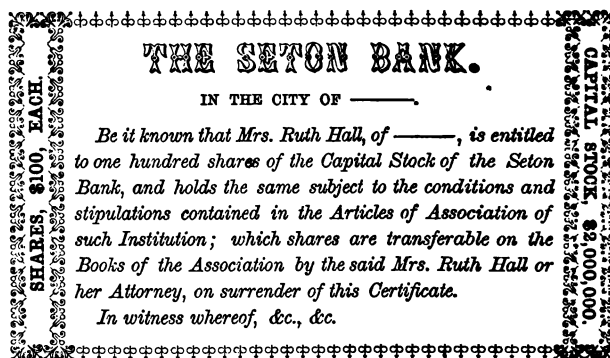 THE SETON BANK.
IN THE CITY OF ———.
SHARES, $100, EACH.
Be it known that Mrs. Ruth Hall, of ———, is entitled
to one hundred shares of the Capital Stock of the Seton
Bank, and holds the same subject to the conditions and
stipulations contained in the Articles of Association of
such Institution; which shares are transferable on the
Books of the Association by the said Mrs. Ruth Hall or
her Attorney, on surrender of this Certificate.
In witness whereof, &c., &c.
CAPITAL STOCK, $2,000,000.